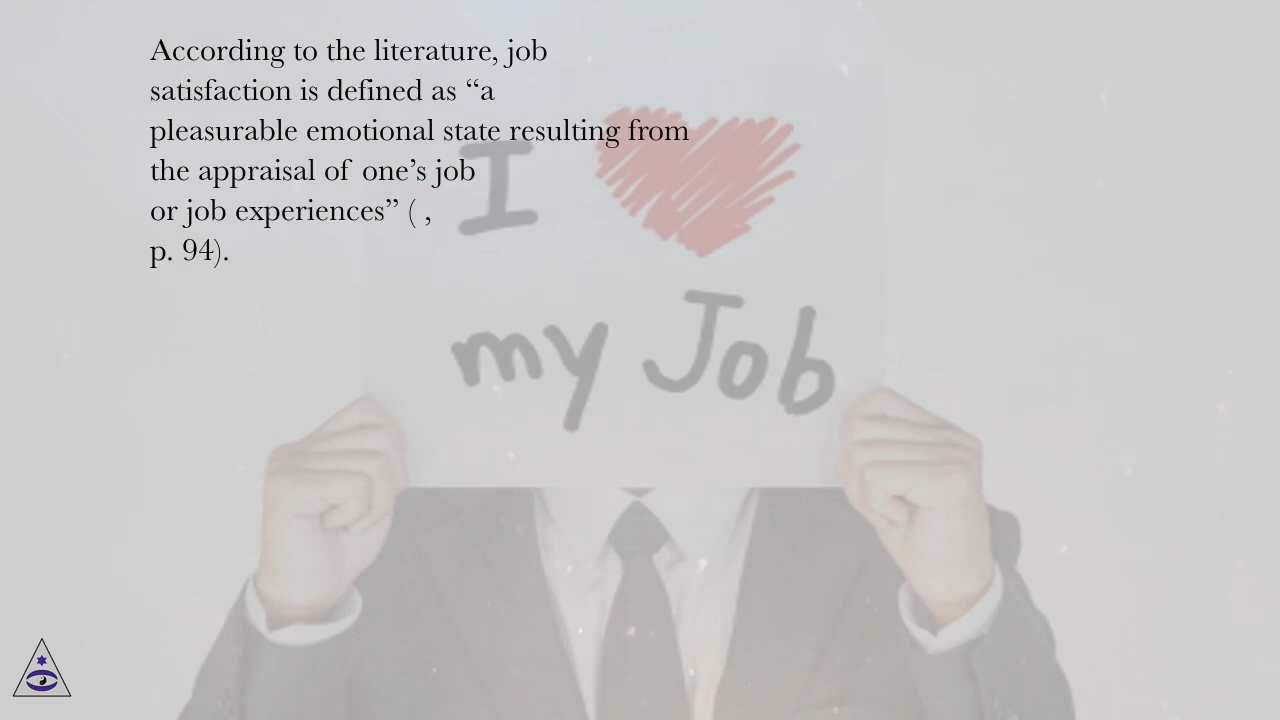 According to the literature, job
satisfaction is defined as “a
pleasurable emotional state resulting from
the appraisal of one’s job
or job experiences” ( ,
p. 94).
I
my Job